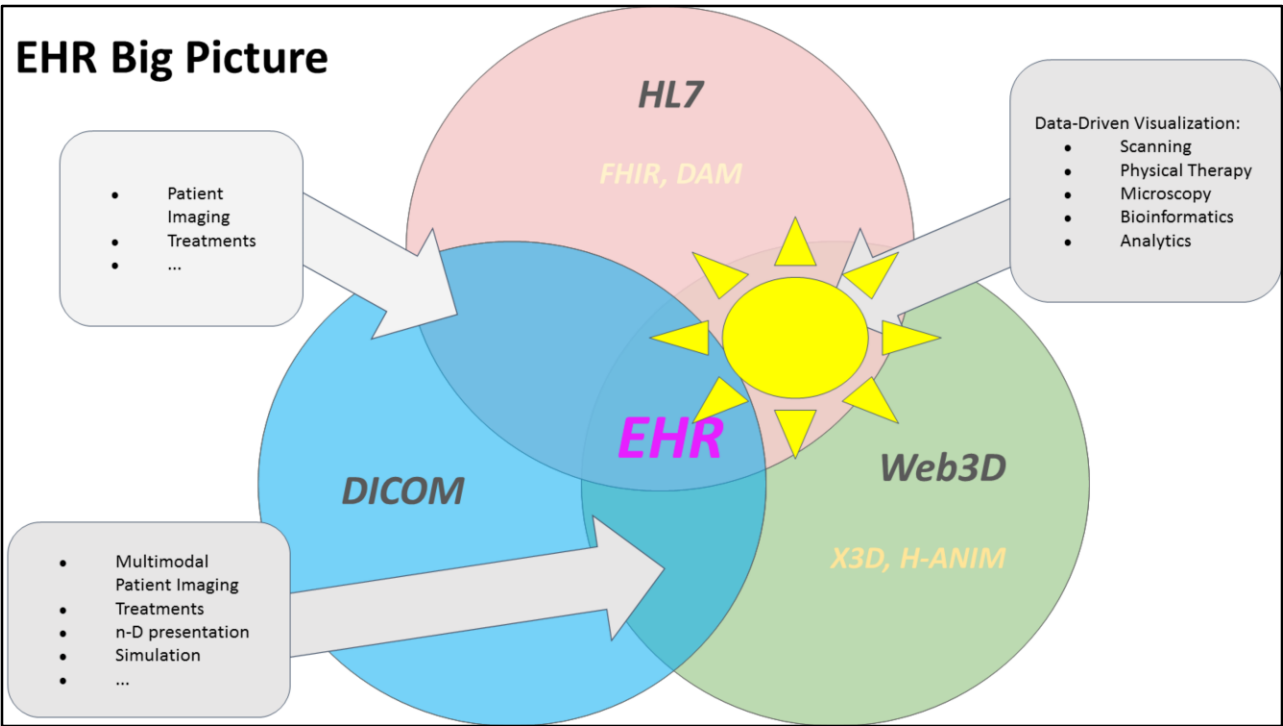 EHR Big Picture
HL7
FHIR, DAM
• Patient
Imaging
• Treatments
• ...
Data-Driven Visualization:
• Scanning
• Physical Therapy
• Microscopy
• Bioinformatics
• Analytics
EHR
DICOM
Web3D
X3D, H-ANIM
• Multimodal
Patient Imaging
• Treatments
• n-D presentation
• Simulation
• ...